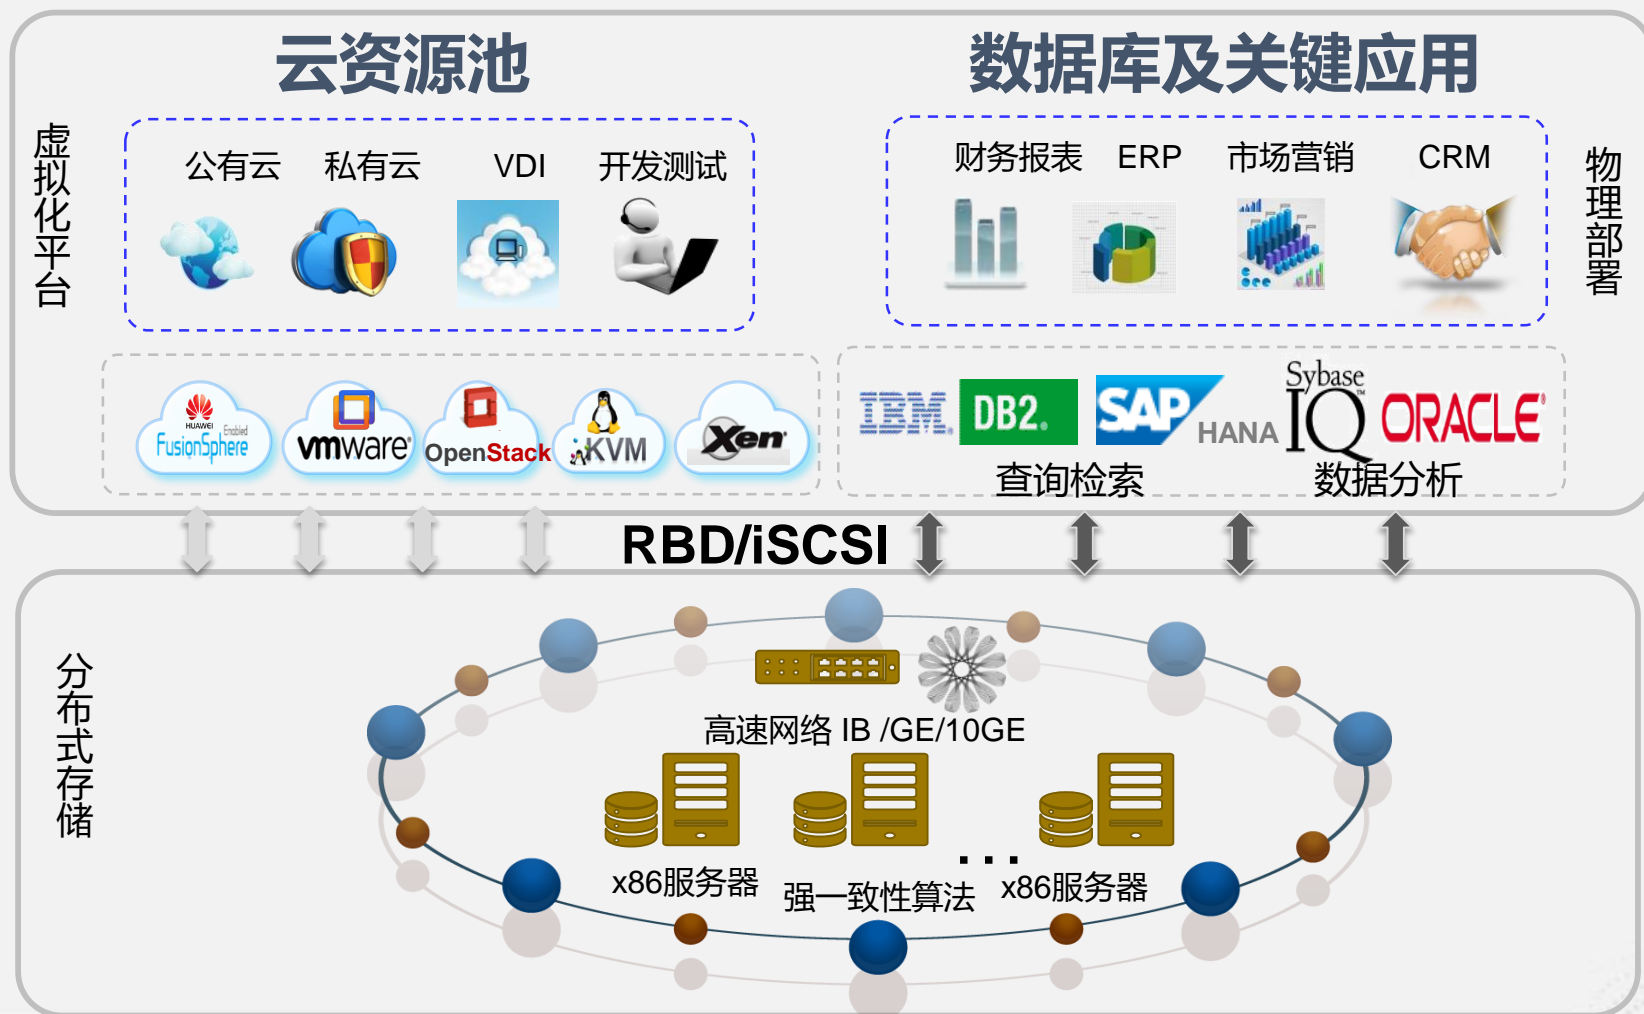 云资源池
数据库及关键应用
虚拟化平台
公有云 私有云 VDI 开发测试
财务报表 ERP 市场营销 CRM
物理部署
HUAWEI
Enabled
FusionSphere
vmware
OpenStack
KVM
Xen
IBM DB2.
SAP HANA
Sybase
IQ
ORACLE
查询检索
数据分析
RBD/iSCSI
分布式存储
高速网络 IB /GE/10GE
x86服务器
强一致性算法
...
x86服务器